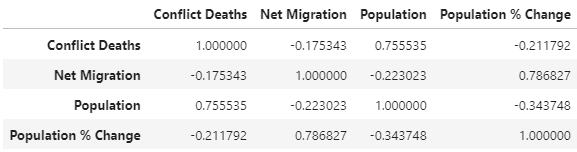 Conflict Deaths Net Migration Population Population % Change
Conflict Deaths 1.000000 -0.175343 0.755535 -0.211792
Net Migration -0.175343 1.000000 -0.223023 0.786827
Population 0.755535 -0.223023 1.000000 -0.343748
Population % Change -0.211792 0.786827 -0.343748 1.000000